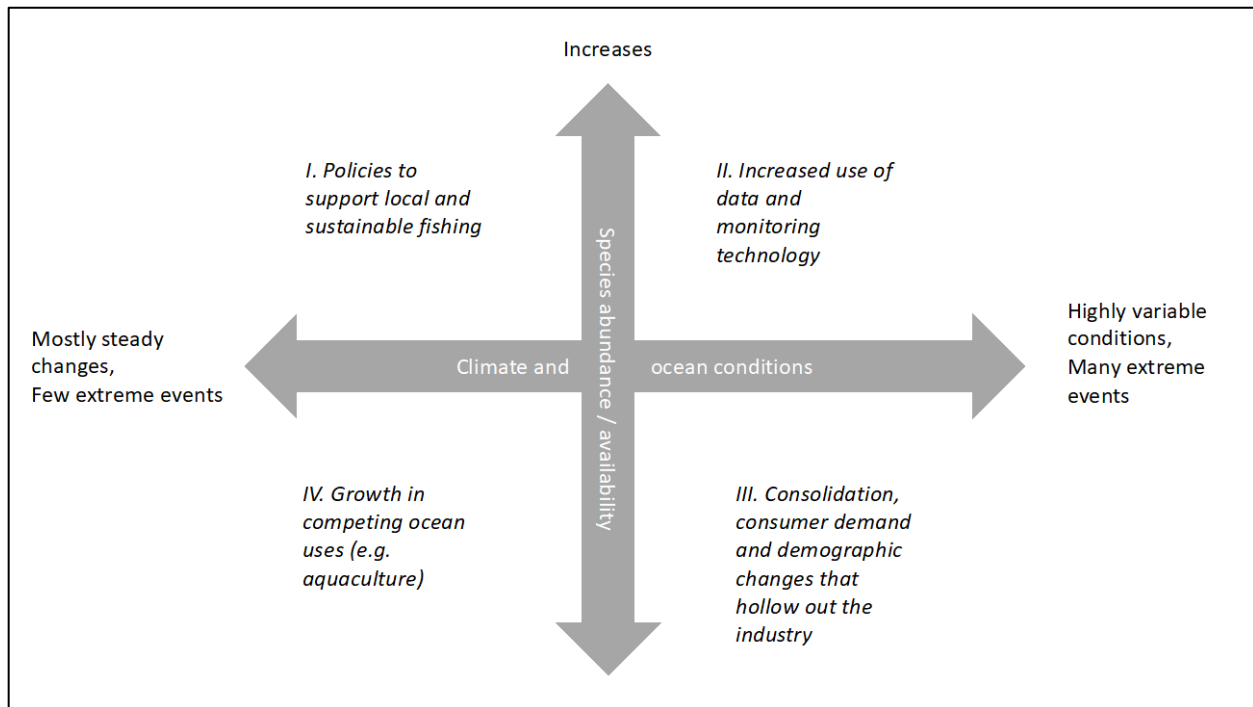 Increases
I. Policies to
support local and
sustainable fishing
II. Increased use of
data and
monitoring
technology
Species abundance / availability
Mostly steady
changes,
Few extreme events
Climate and ocean conditions
Highly variable
conditions,
Many extreme
events
IV. Growth in
competing ocean
uses (e.g.
aquaculture)
III. Consolidation,
consumer demand
and demographic
changes that
hollow out the
industry